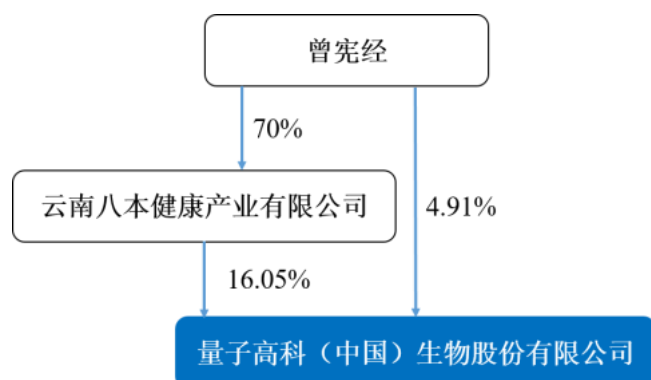 曾宪经
70%
云南八本健康产业有限公司
4.91%
16.05%
量子高科（中国）生物股份有限公司